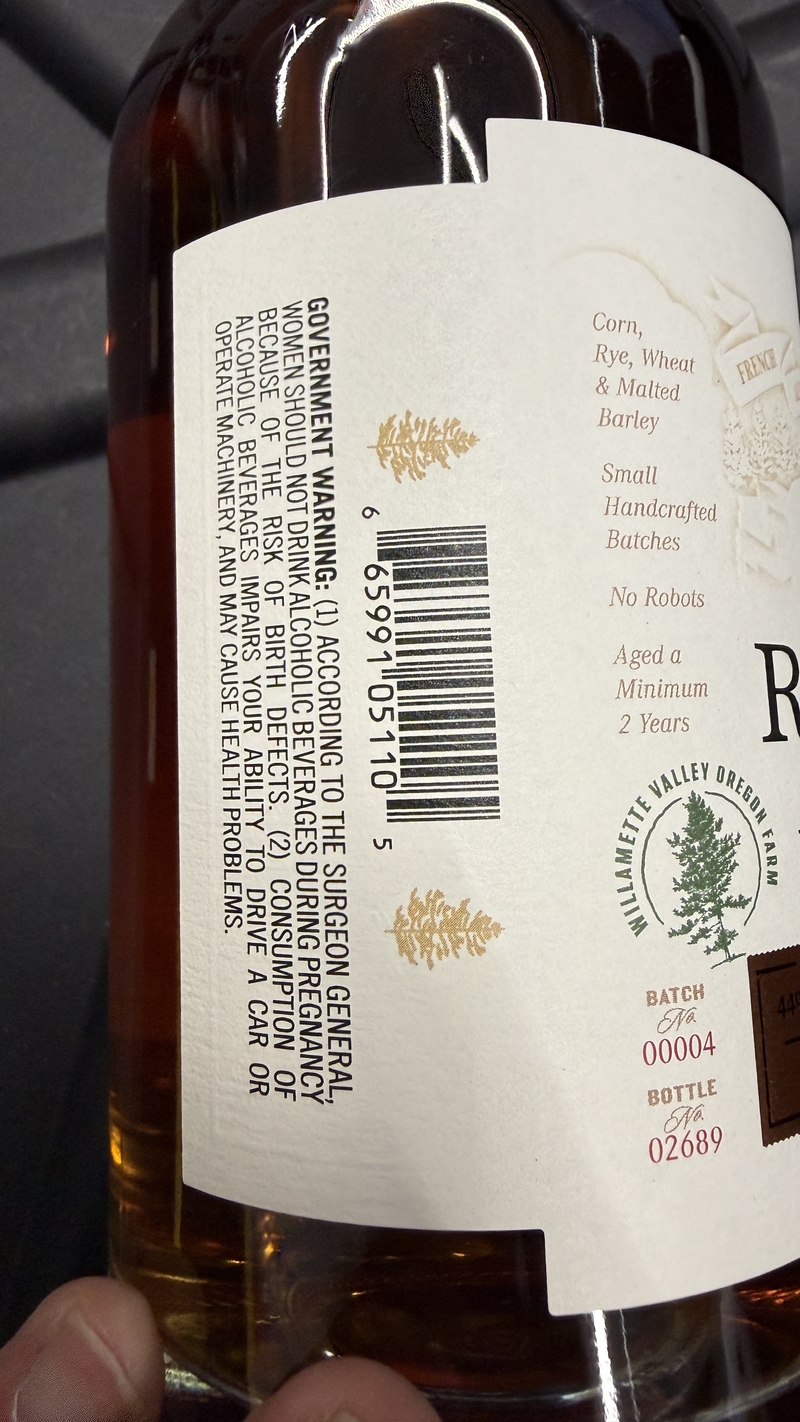 GOVERNMENT WARNING: (1) ACCORDING TO THE SURGEON GENERAL,
WOMEN SHOULD NOT DRINK ALCOHOLIC BEVERAGES DURING PREGNANCY
BECAUSE OF THE RISK OF BIRTH DEFECTS. (2) CONSUMPTION OF
ALCOHOLIC BEVERAGES IMPAIRS YOUR ABILITY TO DRIVE A CAR OR
OPERATE MACHINERY, AND MAY CAUSE HEALTH PROBLEMS.
6 65991 05110 5
Corn,
Rye, Wheat
& Malted
Barley
Small
Handcrafted
Batches
No Robots
Aged a
Minimum
2 Years
FRENCH
R
WILLAMETTE VALLEY OREGON FARM
BATCH
No.
00004
BOTTLE
No.
02689